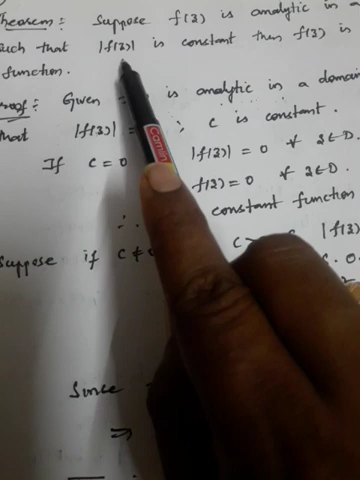 Theorem: Suppose f(z) is analytic in a
such that |f(z)| is constant then f(z) is
function.
Proof: Given is analytic in a domain
that |f(z)| = ; c is constant.
If c = 0 |f(z)| = 0 ∀ z∈D.
f(z) = 0 ∀ z∈D.
∴ constant function
Suppose if c ≠ |f(z)
Since
⇒
Camlin